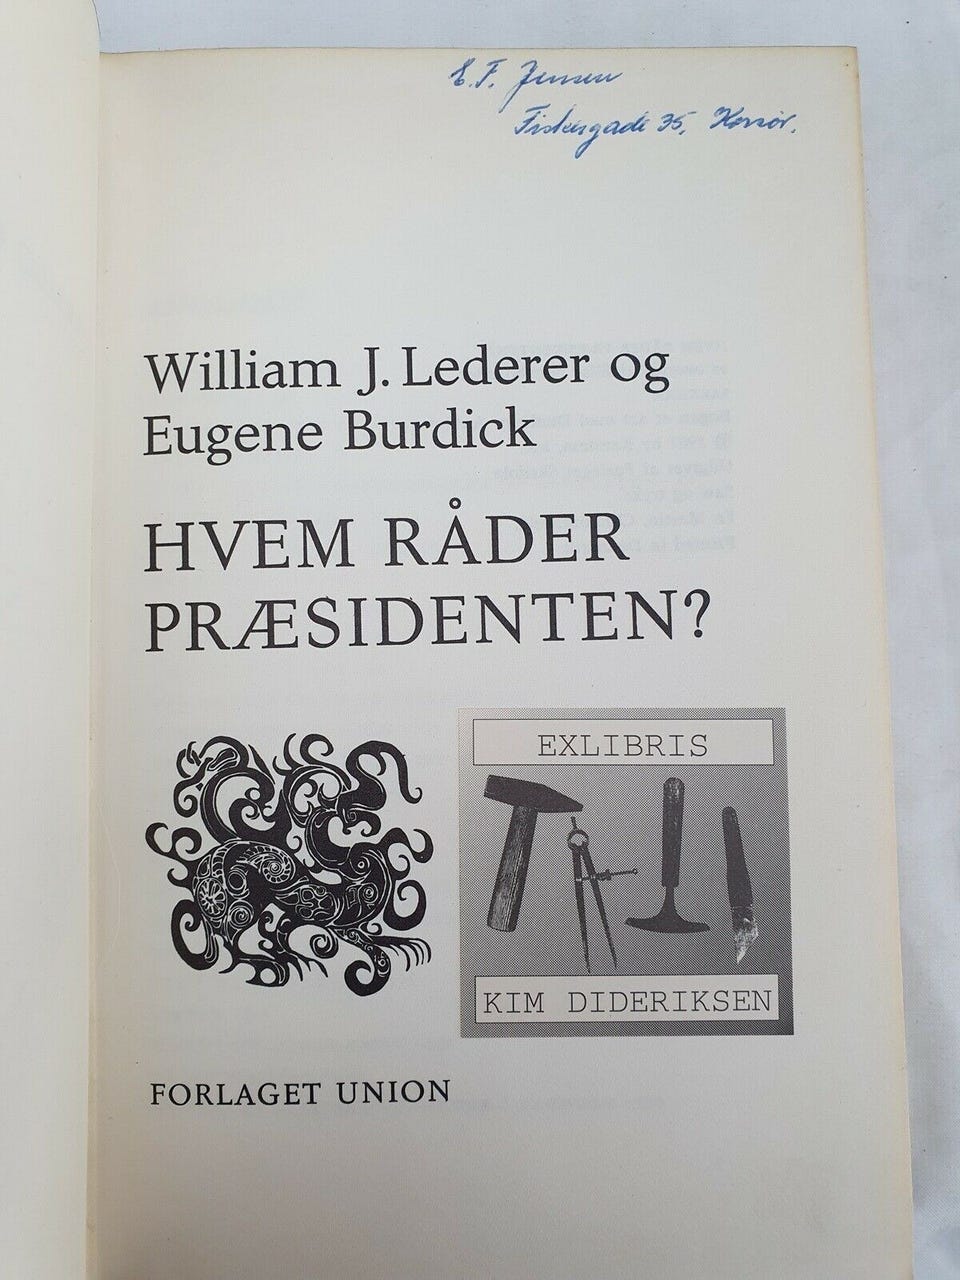 E.F. Jensen
Fiskergade 35, Korsør.
William J. Lederer og
Eugene Burdick
HVEM RÅDER
PRÆSIDENTEN?
EXLIBRIS
KIM DIDERIKSEN
FORLAGET UNION